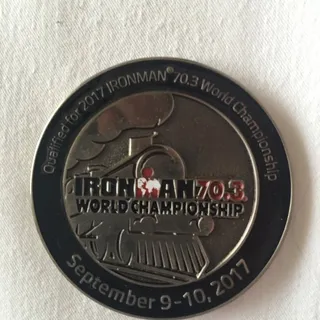 Qualified for 2017 IRONMAN® 70.3 World Championship
IRONMAN 70.3
WORLD CHAMPIONSHIP
September 9-10, 2017